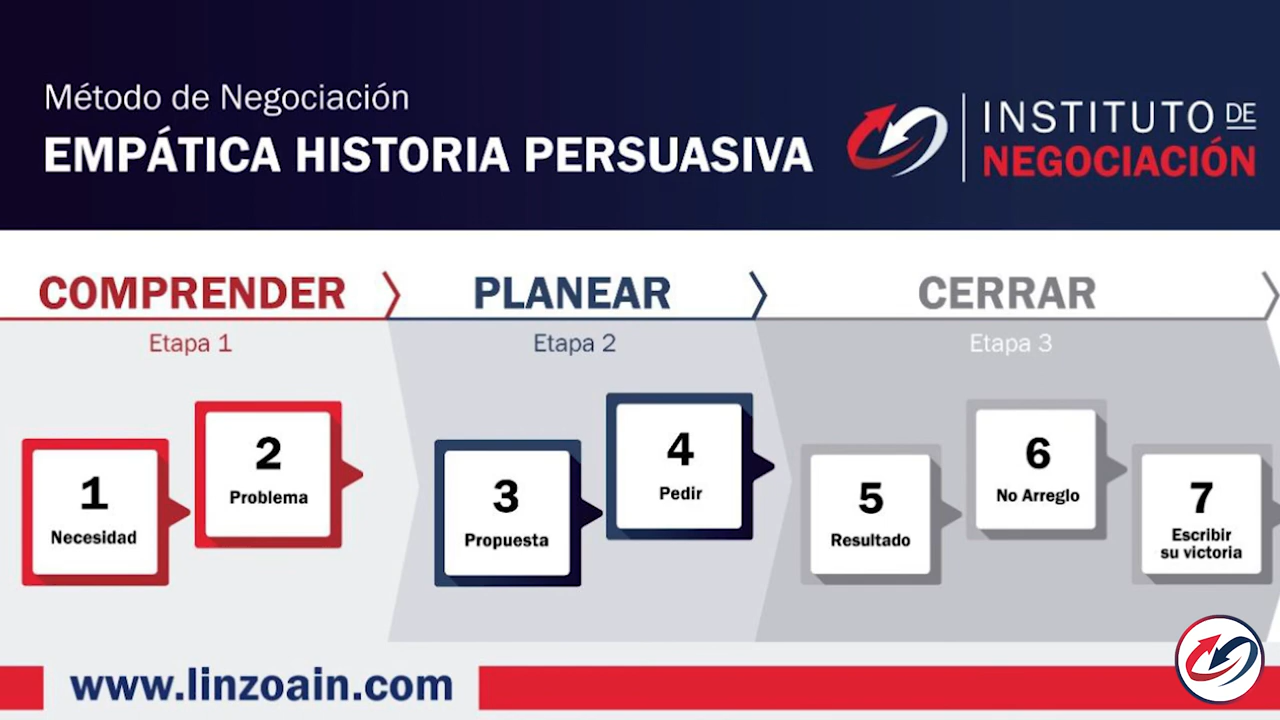 Método de Negociación
EMPÁTICA HISTORIA PERSUASIVA
INSTITUTO DE
NEGOCIACIÓN
COMPRENDER
PLANEAR
CERRAR
Etapa 1
Etapa 2
Etapa 3
1
Necesidad
2
Problema
3
Propuesta
4
Pedir
5
Resultado
6
No Arreglo
7
Escribir
su victoria
www.linzoain.com